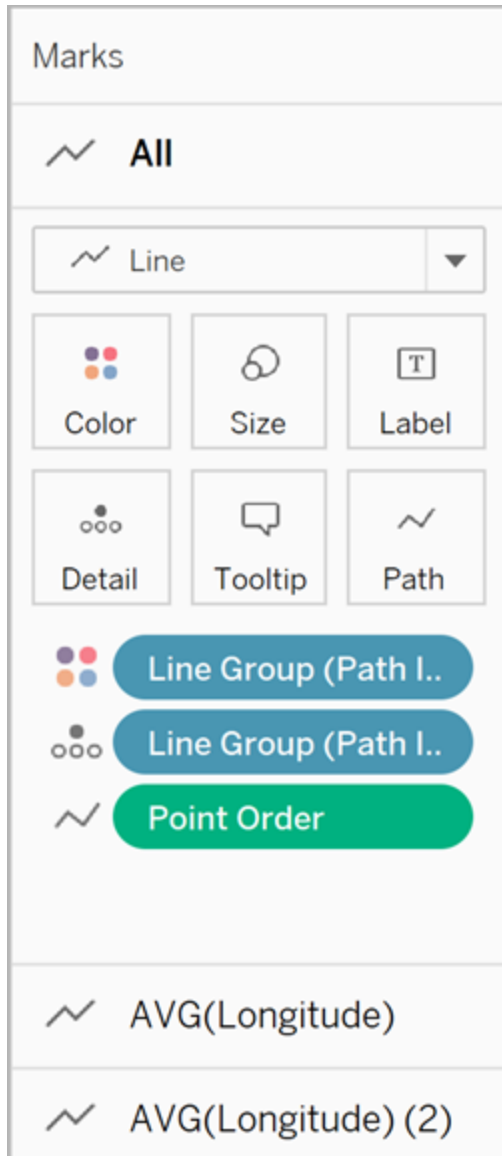 Marks
All
Line
Color Size Label
Detail Tooltip Path
Line Group (Path I..
Line Group (Path I..
Point Order
AVG(Longitude)
AVG(Longitude) (2)